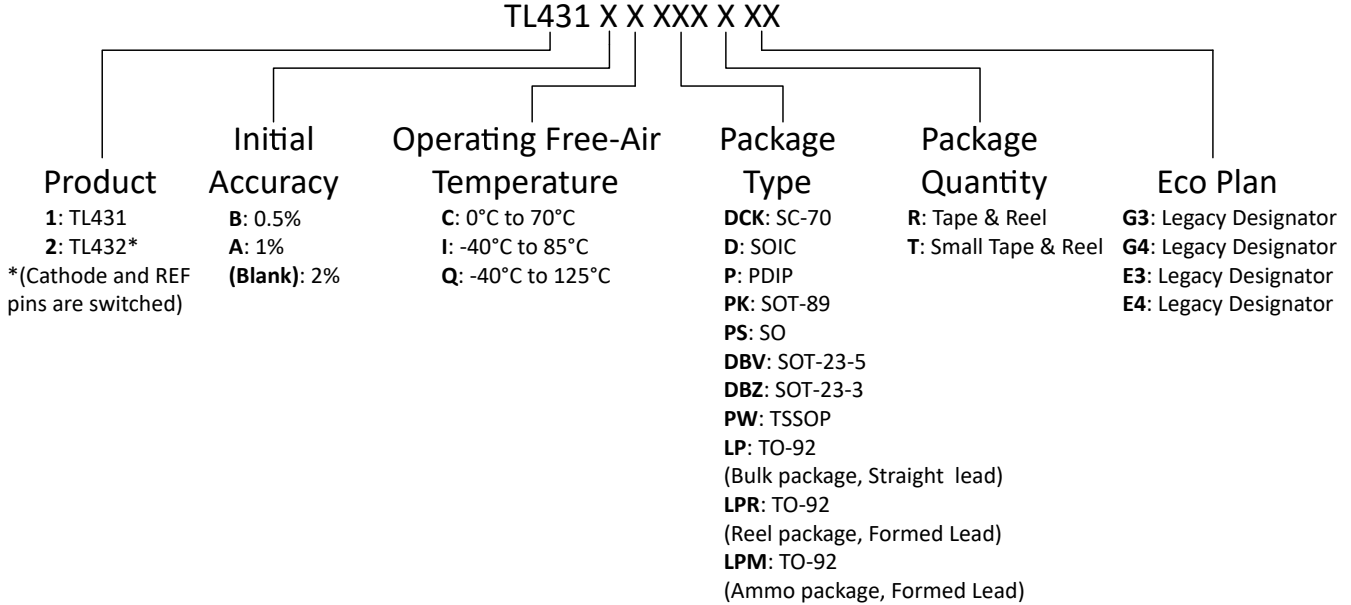 TL431 X X XXX X XX
Product
1: TL431
2: TL432*
*(Cathode and REF
pins are switched)
Initial
Accuracy
B: 0.5%
A: 1%
(Blank): 2%
Operating Free-Air
Temperature
C: 0°C to 70°C
I: -40°C to 85°C
Q: -40°C to 125°C
Package
Type
DCK: SC-70
D: SOIC
P: PDIP
PK: SOT-89
PS: SO
DBV: SOT-23-5
DBZ: SOT-23-3
PW: TSSOP
LP: TO-92
(Bulk package, Straight lead)
LPR: TO-92
(Reel package, Formed Lead)
LPM: TO-92
(Ammo package, Formed Lead)
Package
Quantity
R: Tape & Reel
T: Small Tape & Reel
Eco Plan
G3: Legacy Designator
G4: Legacy Designator
E3: Legacy Designator
E4: Legacy Designator